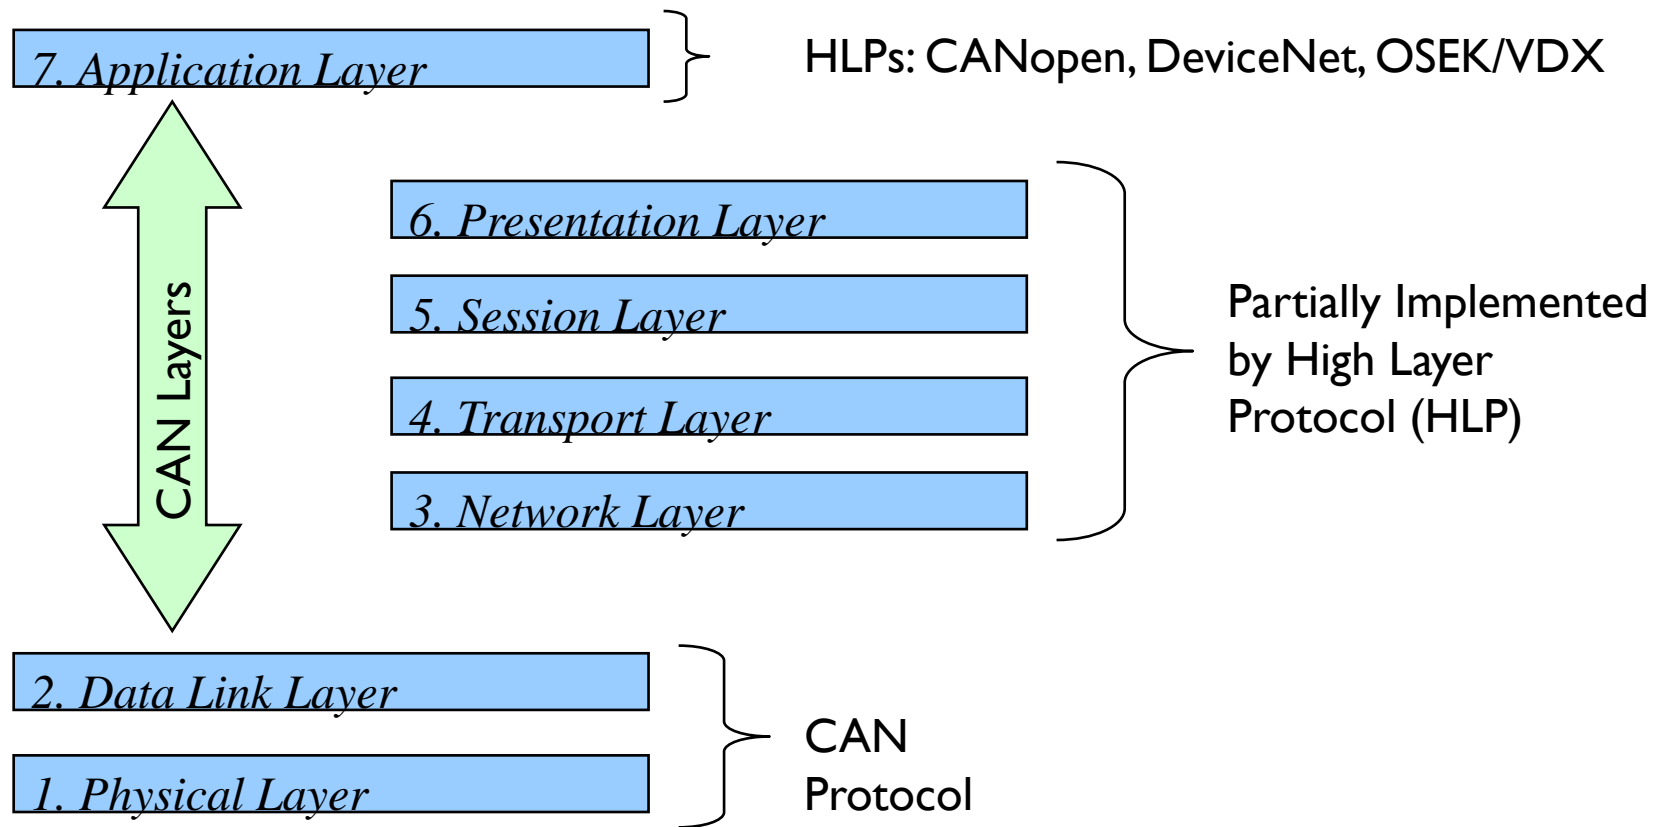 7. Application Layer
HLPs: CANopen, DeviceNet, OSEK/VDX
6. Presentation Layer
5. Session Layer
4. Transport Layer
3. Network Layer
Partially Implemented
by High Layer
Protocol (HLP)
CAN Layers
2. Data Link Layer
1. Physical Layer
CAN
Protocol